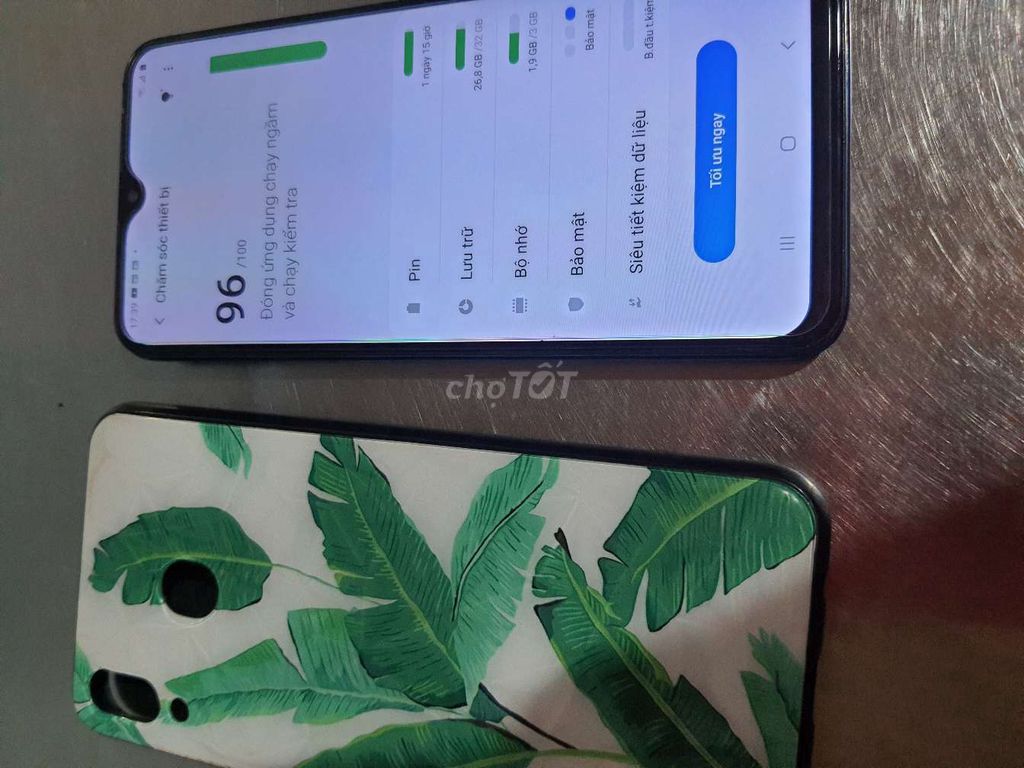 17:39
Chăm sóc thiết bị
96 /100
Đóng ứng dụng chạy ngầm
và chạy kiểm tra
Pin
1 ngày 15 giờ
Lưu trữ
26,8 GB /32 GB
Bộ nhớ
1,9 GB /3 GB
Bảo mật
Bảo mật
Siêu tiết kiệm dữ liệu
B.đầu t.kiệm
Tối ưu ngay
chợTỐT